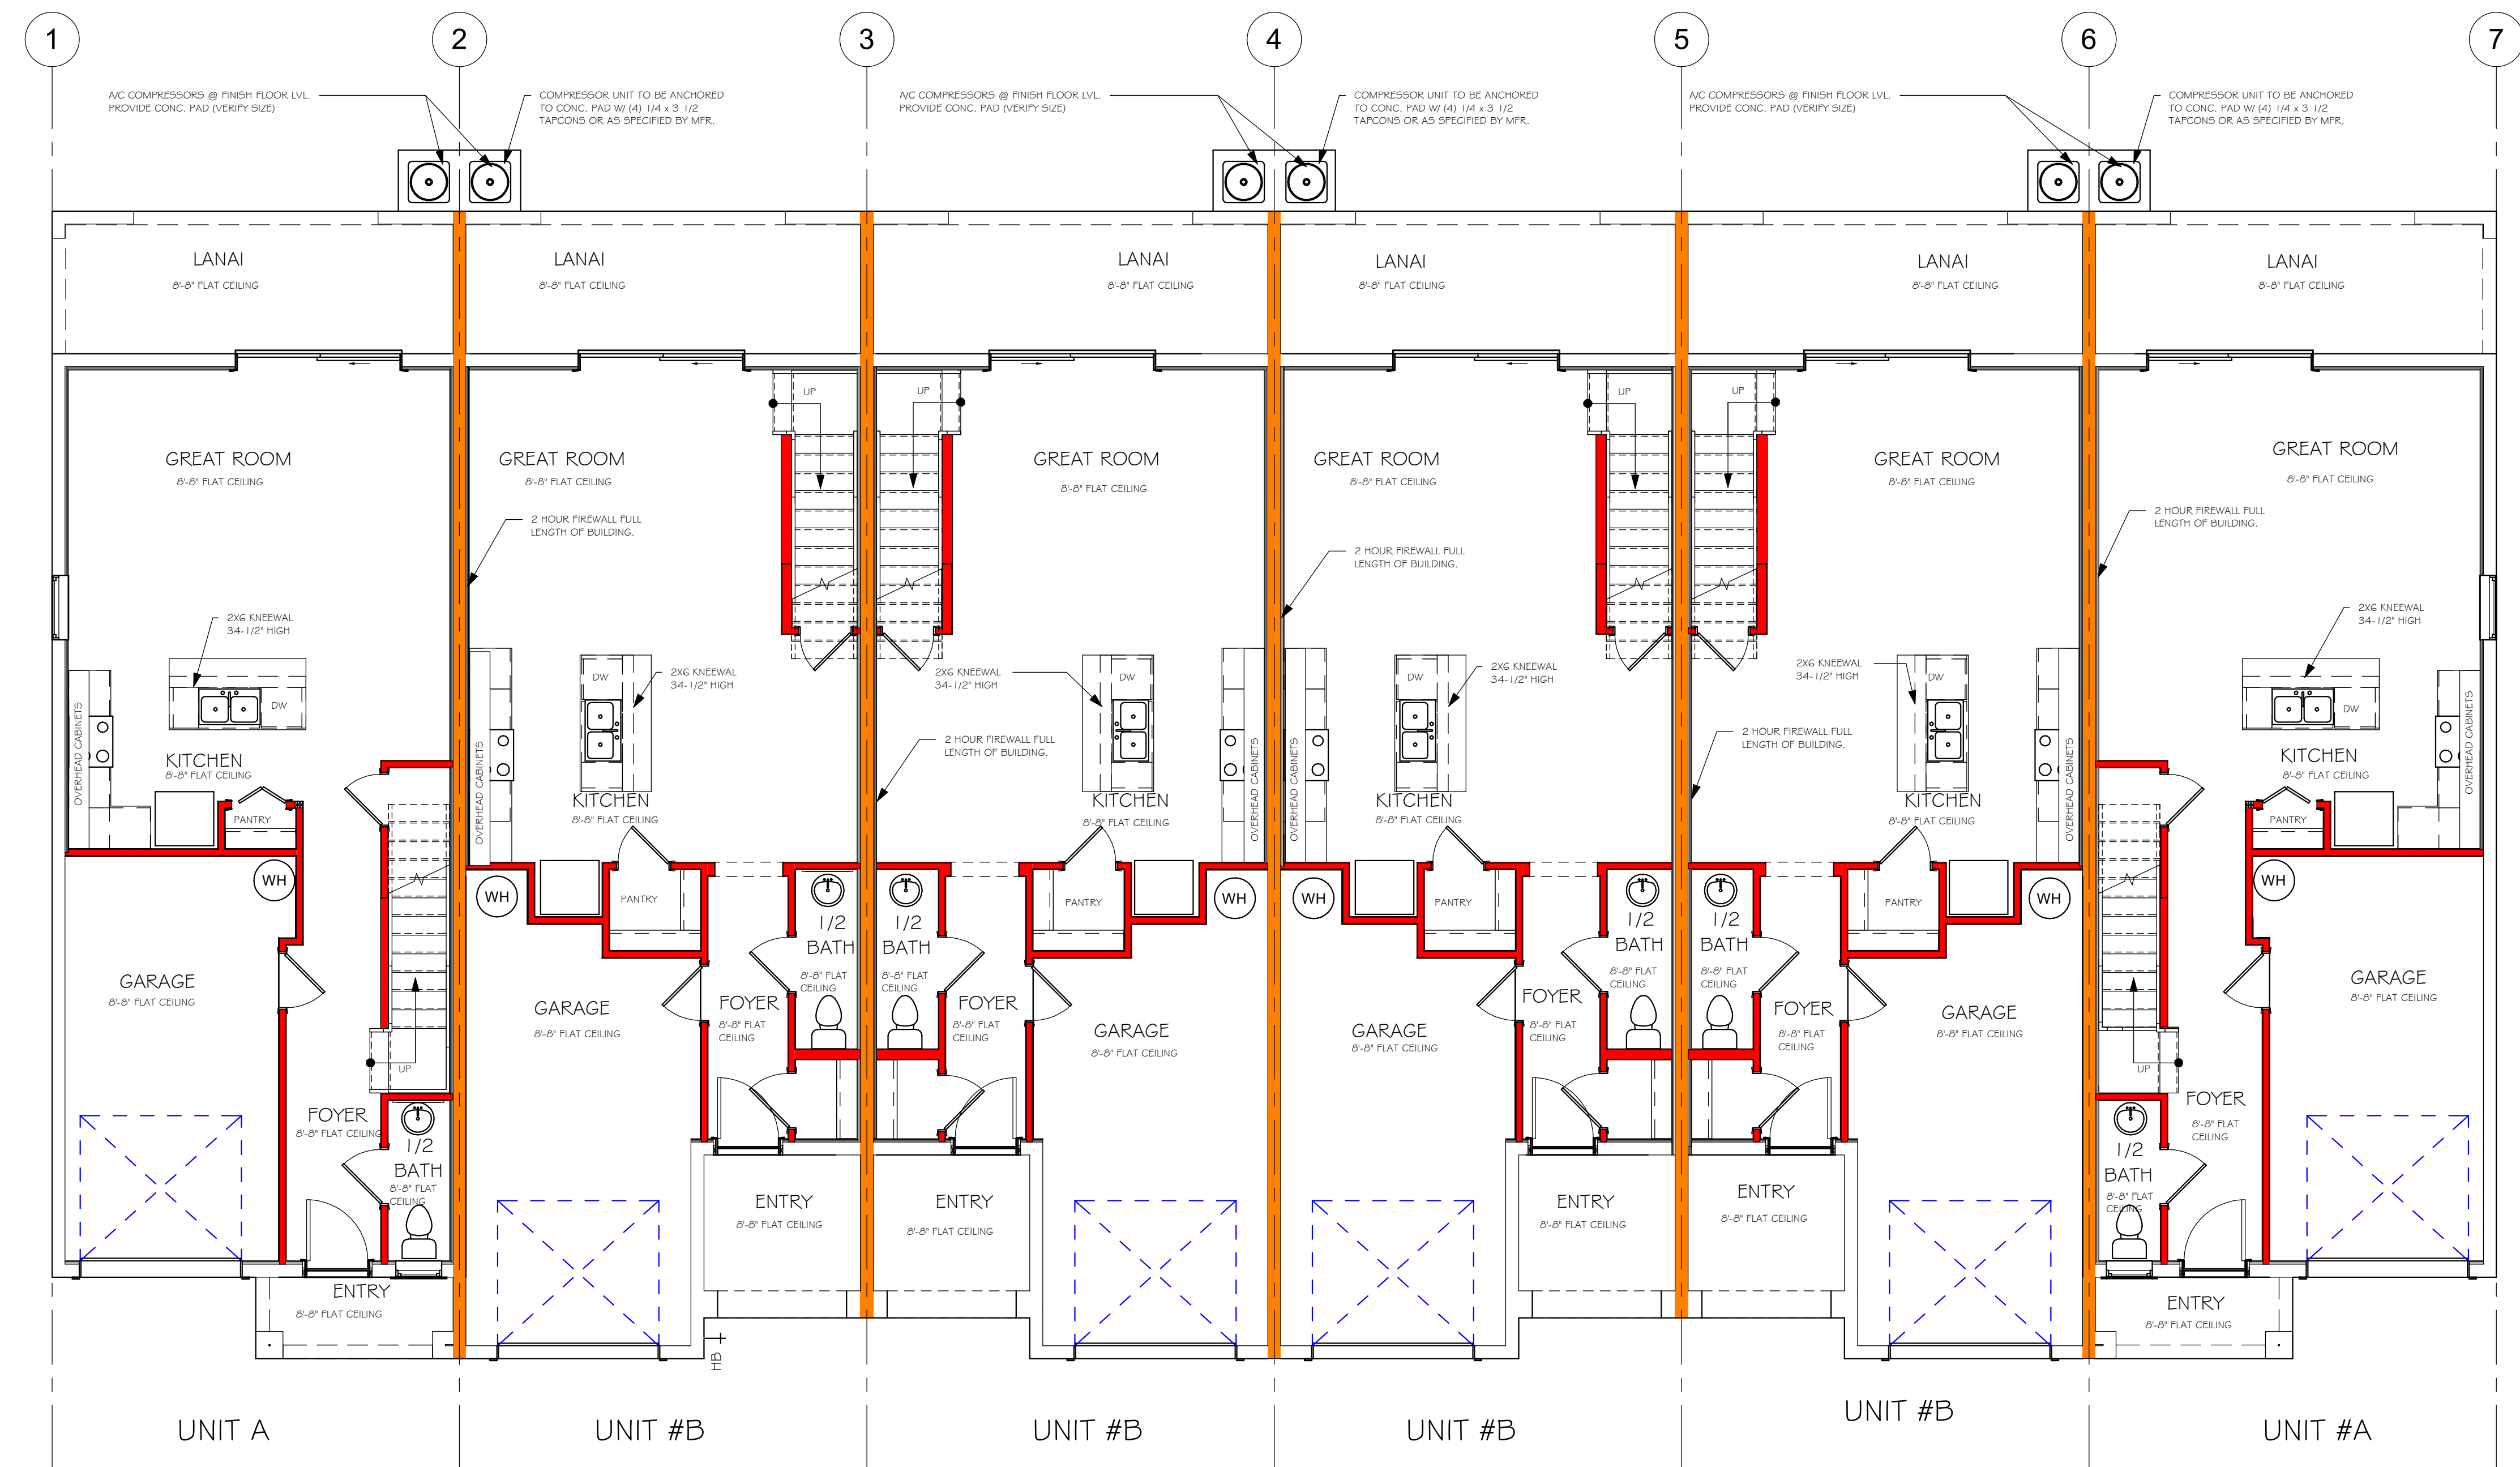 1
2
3
4
5
6
7
A/C COMPRESSORS @ FINISH FLOOR LVL.
PROVIDE CONC. PAD (VERIFY SIZE)
COMPRESSOR UNIT TO BE ANCHORED
TO CONC. PAD W/ (4) 1/4 x 3 1/2
TAPCONS OR AS SPECIFIED BY MFR.
A/C COMPRESSORS @ FINISH FLOOR LVL.
PROVIDE CONC. PAD (VERIFY SIZE)
COMPRESSOR UNIT TO BE ANCHORED
TO CONC. PAD W/ (4) 1/4 x 3 1/2
TAPCONS OR AS SPECIFIED BY MFR.
A/C COMPRESSORS @ FINISH FLOOR LVL.
PROVIDE CONC. PAD (VERIFY SIZE)
COMPRESSOR UNIT TO BE ANCHORED
TO CONC. PAD W/ (4) 1/4 x 3 1/2
TAPCONS OR AS SPECIFIED BY MFR.
LANAI
8'-8" FLAT CEILING
LANAI
8'-8" FLAT CEILING
LANAI
8'-8" FLAT CEILING
LANAI
8'-8" FLAT CEILING
LANAI
8'-8" FLAT CEILING
LANAI
8'-8" FLAT CEILING
UP
UP
UP
UP
GREAT ROOM
8'-8" FLAT CEILING
GREAT ROOM
8'-8" FLAT CEILING
GREAT ROOM
8'-8" FLAT CEILING
GREAT ROOM
8'-8" FLAT CEILING
GREAT ROOM
8'-8" FLAT CEILING
GREAT ROOM
8'-8" FLAT CEILING
2 HOUR FIREWALL FULL
LENGTH OF BUILDING.
2 HOUR FIREWALL FULL
LENGTH OF BUILDING.
2 HOUR FIREWALL FULL
LENGTH OF BUILDING.
2X6 KNEEWAL
34-1/2" HIGH
2X6 KNEEWAL
34-1/2" HIGH
2X6 KNEEWAL
34-1/2" HIGH
2X6 KNEEWAL
34-1/2" HIGH
2X6 KNEEWAL
34-1/2" HIGH
2X6 KNEEWAL
34-1/2" HIGH
DW
DW
DW
DW
DW
DW
2 HOUR FIREWALL FULL
LENGTH OF BUILDING.
2 HOUR FIREWALL FULL
LENGTH OF BUILDING.
OVERHEAD CABINETS
OVERHEAD CABINETS
OVERHEAD CABINETS
OVERHEAD CABINETS
OVERHEAD CABINETS
OVERHEAD CABINETS
KITCHEN
8'-8" FLAT CEILING
KITCHEN
8'-8" FLAT CEILING
KITCHEN
8'-8" FLAT CEILING
KITCHEN
8'-8" FLAT CEILING
KITCHEN
8'-8" FLAT CEILING
KITCHEN
8'-8" FLAT CEILING
PANTRY
PANTRY
PANTRY
PANTRY
PANTRY
PANTRY
WH
WH
WH
WH
WH
WH
1/2
BATH
8'-8" FLAT
CEILING
1/2
BATH
8'-8" FLAT
CEILING
1/2
BATH
8'-8" FLAT
CEILING
1/2
BATH
8'-8" FLAT
CEILING
GARAGE
8'-8" FLAT CEILING
GARAGE
8'-8" FLAT CEILING
FOYER
8'-8" FLAT
CEILING
FOYER
8'-8" FLAT
CEILING
GARAGE
8'-8" FLAT CEILING
GARAGE
8'-8" FLAT CEILING
FOYER
8'-8" FLAT
CEILING
FOYER
8'-8" FLAT
CEILING
GARAGE
8'-8" FLAT CEILING
GARAGE
8'-8" FLAT CEILING
UP
UP
FOYER
8'-8" FLAT CEILING
1/2
BATH
8'-8" FLAT
CEILING
FOYER
8'-8" FLAT
CEILING
1/2
BATH
8'-8" FLAT
CEILING
ENTRY
8'-8" FLAT CEILING
ENTRY
8'-8" FLAT CEILING
ENTRY
8'-8" FLAT CEILING
ENTRY
8'-8" FLAT CEILING
ENTRY
8'-8" FLAT CEILING
ENTRY
8'-8" FLAT CEILING
HB
UNIT A
UNIT #B
UNIT #B
UNIT #B
UNIT #B
UNIT #A